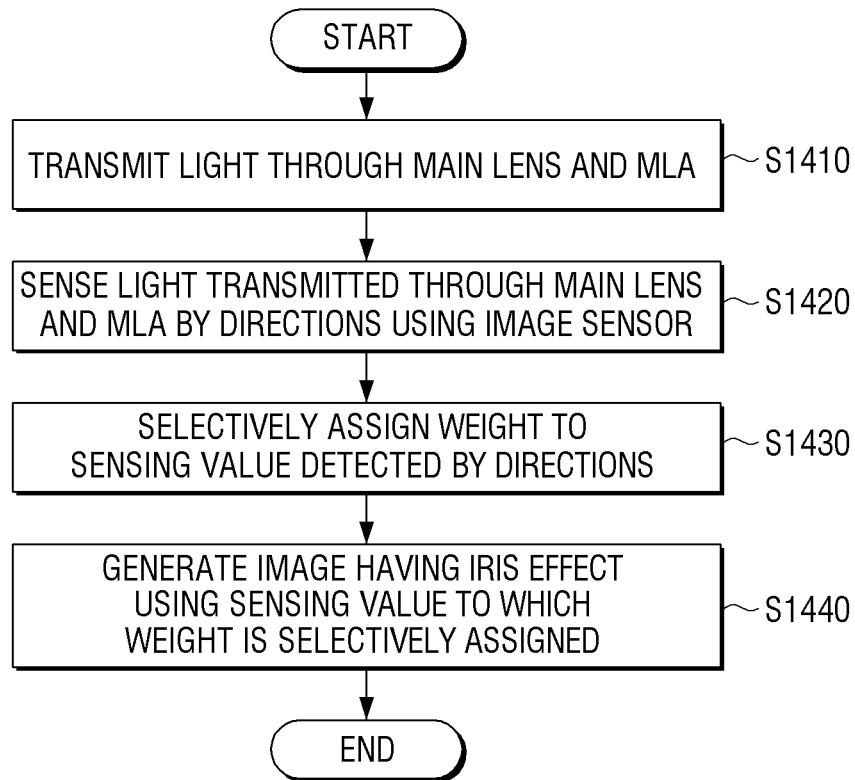 START
TRANSMIT LIGHT THROUGH MAIN LENS AND MLA
S1410
SENSE LIGHT TRANSMITTED THROUGH MAIN LENS
AND MLA BY DIRECTIONS USING IMAGE SENSOR
S1420
SELECTIVELY ASSIGN WEIGHT TO
SENSING VALUE DETECTED BY DIRECTIONS
S1430
GENERATE IMAGE HAVING IRIS EFFECT
USING SENSING VALUE TO WHICH
WEIGHT IS SELECTIVELY ASSIGNED
S1440
END